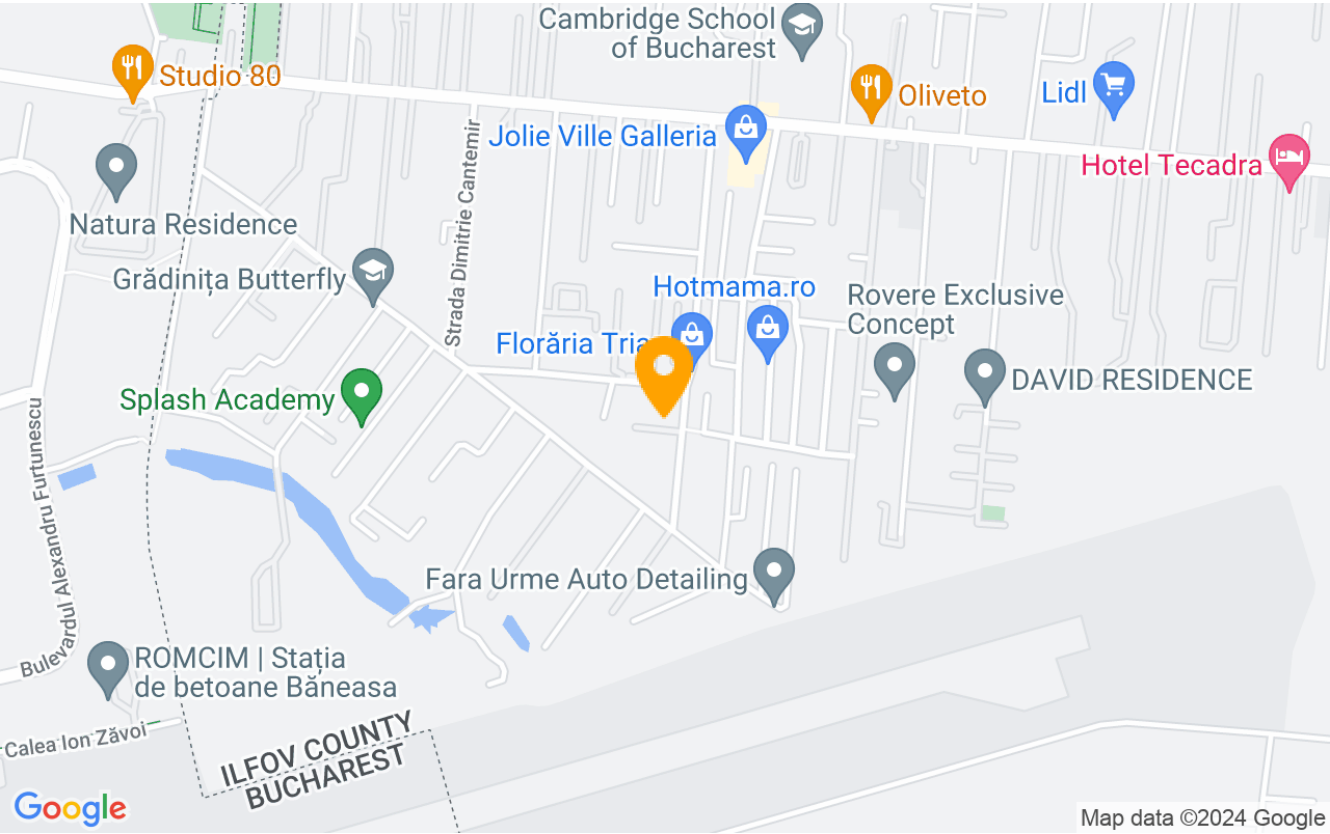 Cambridge School
of Bucharest
Studio 80
Oliveto
Lidl
Jolie Ville Galleria
Hotel Tecadra
Strada Dimitrie Cantemir
Natura Residence
Grădinița Butterfly
Hotmama.ro
Rovere Exclusive
Concept
Florăria Tria
DAVID RESIDENCE
Splash Academy
Bulevardul Alexandru Furtunescu
Fara Urme Auto Detailing
ROMCIM | Stația
de betoane Băneasa
Calea Ion Zăvoi
ILFOV COUNTY
BUCHAREST
Google
Map data ©2024 Google